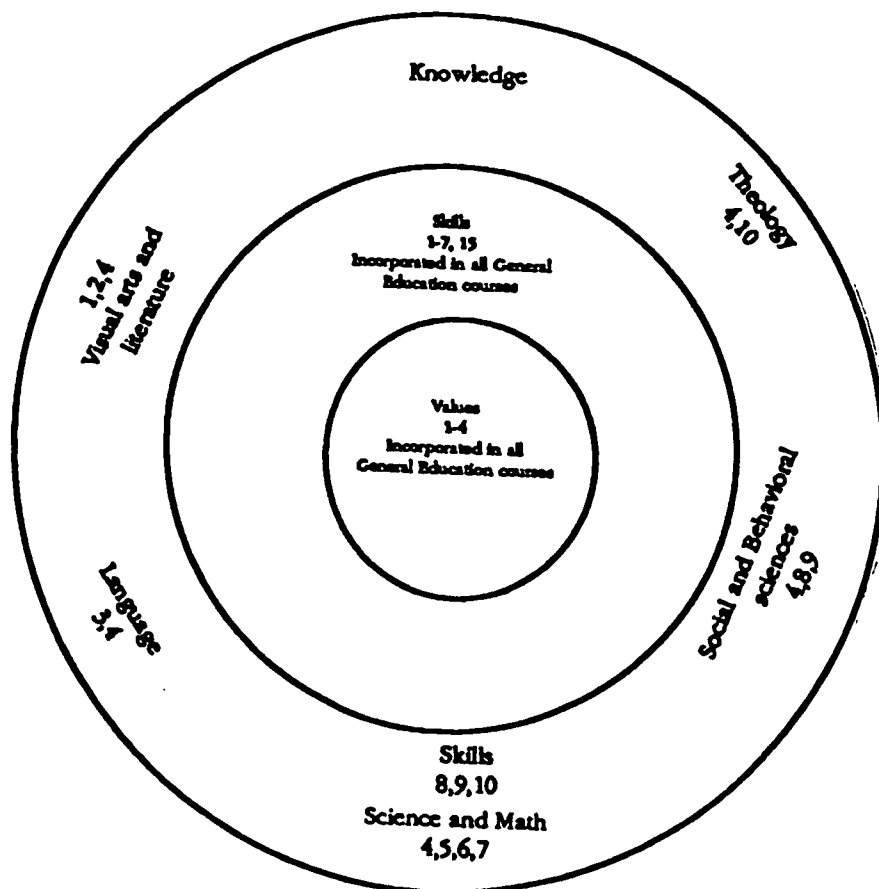 Knowledge
Theology
4,10
1,2,4
Visual arts and
literature
Skills
1-7, 15
Incorporated in all General
Education courses
Values
1-4
Incorporated in all
General Education courses
Social and Behavioral
sciences
4,8,9
Language
3,4
Skills
8,9,10
Science and Math
4,5,6,7